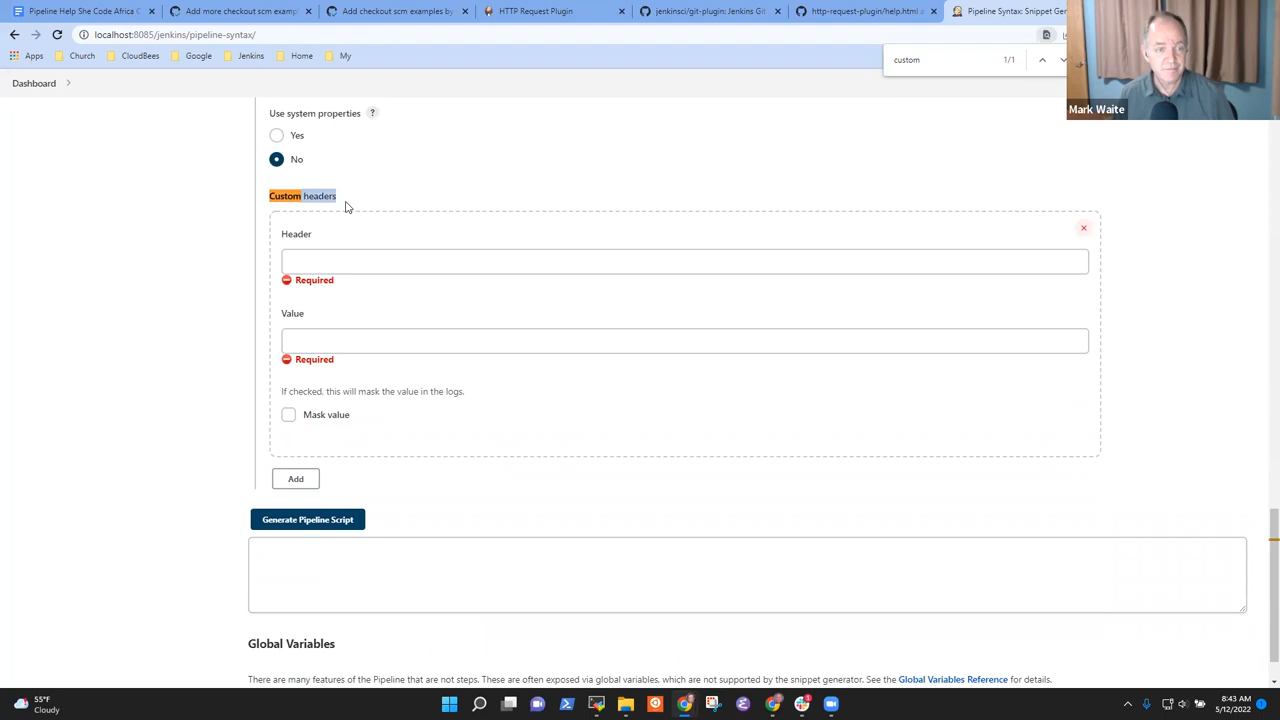 Pipeline Help She Code Africa C
Add more checkout scm example
Add checkout scm examples by
HTTP Request Plugin
jenkinsci/git-plugin: Jenkins Git
http-request-plugin/help.html a
Pipeline Syntax: Snippet Gen
localhost:8085/jenkins/pipeline-syntax/
Apps
Church
CloudBees
Google
Jenkins
Home
My
custom
1/1
Mark Waite
Dashboard
Use system properties ?
Yes
No
Custom headers
Header
Required
Value
Required
If checked, this will mask the value in the logs.
Mask value
Add
Generate Pipeline Script
Global Variables
There are many features of the Pipeline that are not steps. These are often exposed via global variables, which are not supported by the snippet generator. See the Global Variables Reference for details.
55°F
Cloudy
8:43 AM
5/12/2022